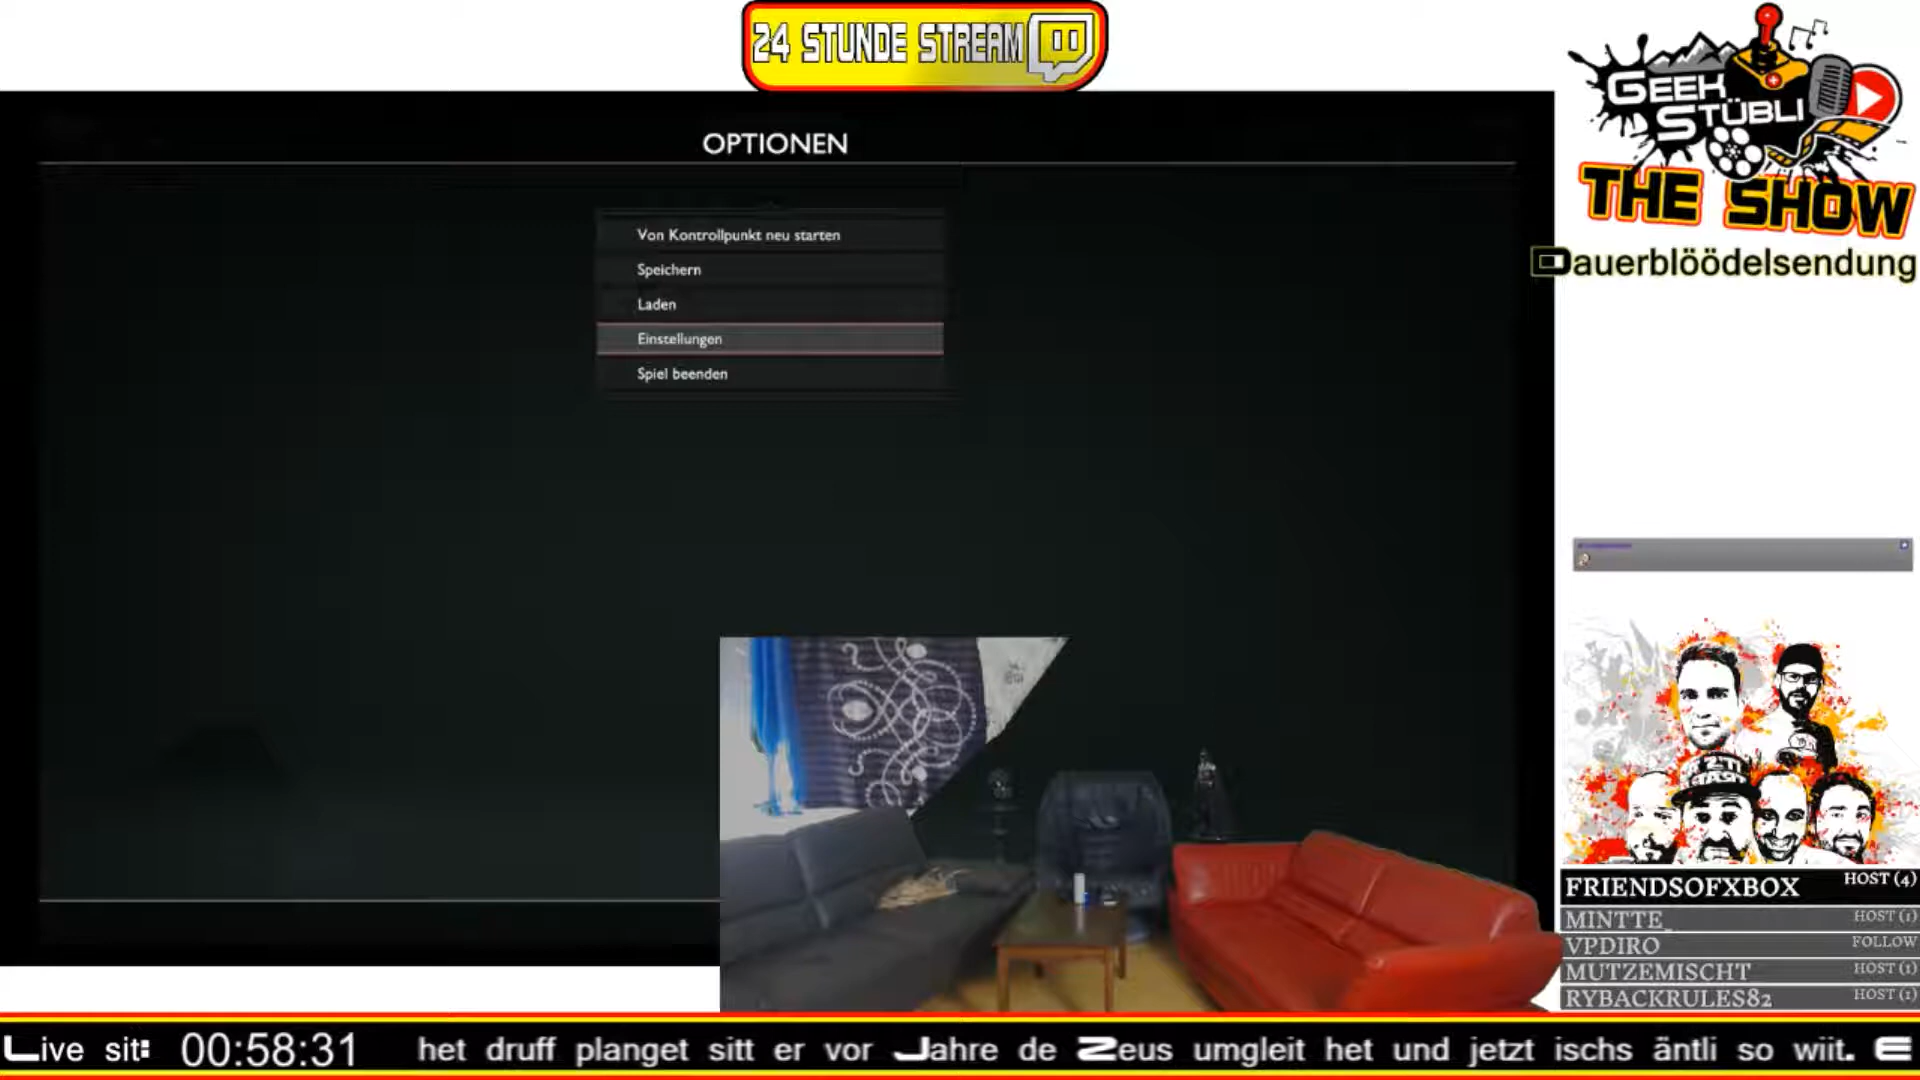 24 STUNDE STREAM
GEEK
STÜBLI
THE SHOW
Dauerblöödelsendung
OPTIONEN
Von Kontrollpunkt neu starten
Speichern
Laden
Einstellungen
Spiel beenden
FRIENDSOFXBOX HOST (4)
MINTTE_ HOST (1)
VPDIRO FOLLOW
MUTZEMISCHT HOST (1)
RYBACKRULES82 HOST (1)
Live sit: 00:58:31 het druff planget sitt er vor Jahre de Zeus umgleit het und jetzt ischs äntli so wiit. E